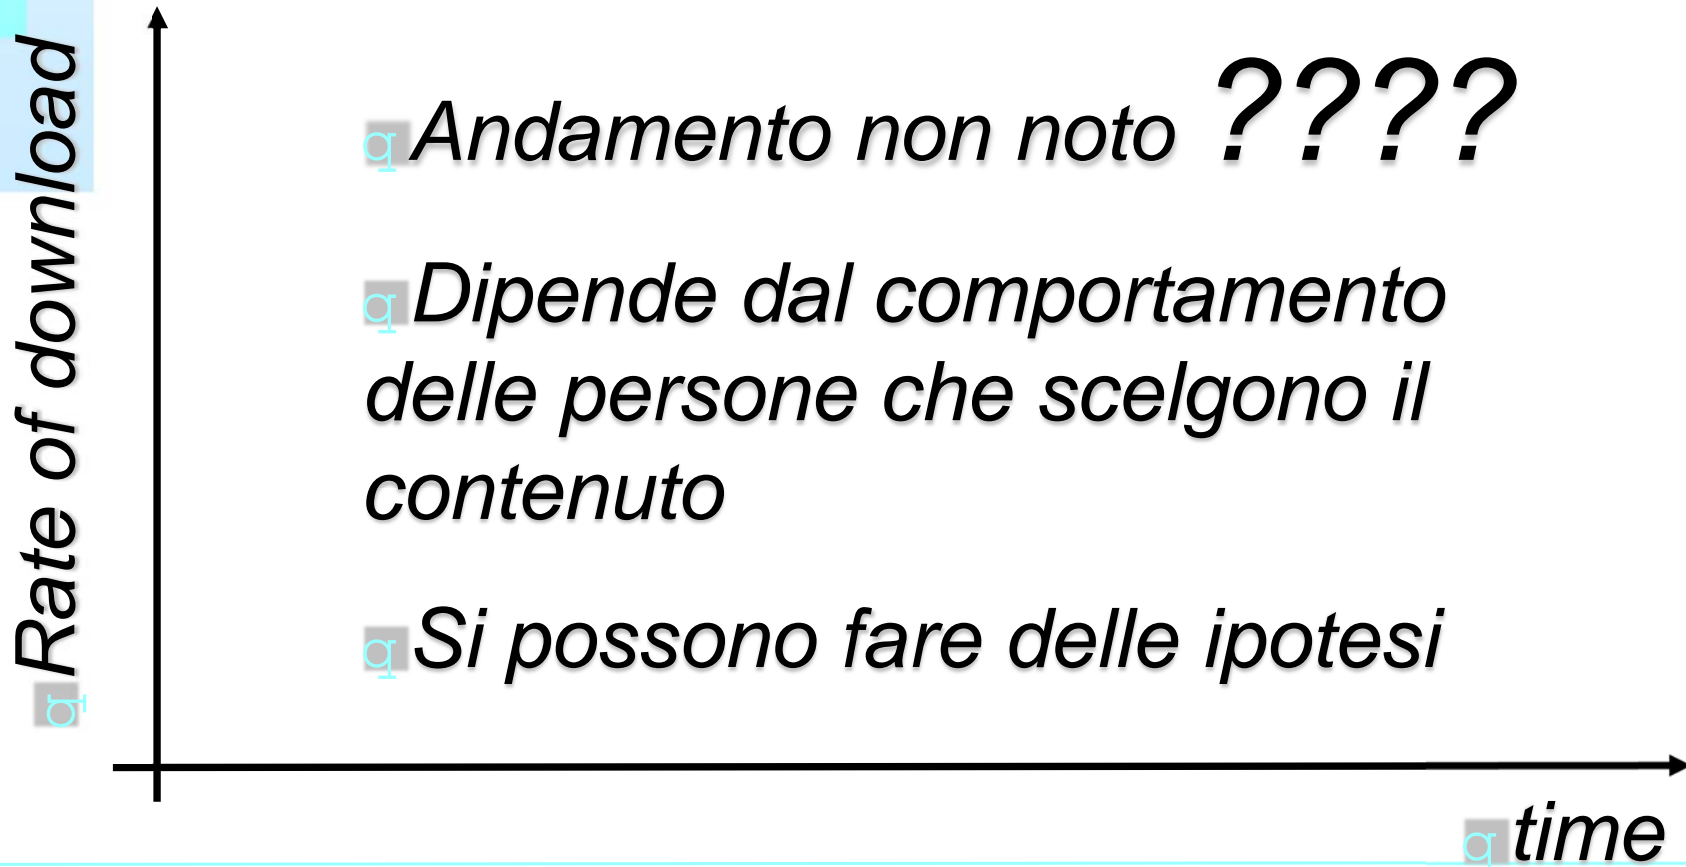 Rate of download
Andamento non noto ????
Dipende dal comportamento
delle persone che scelgono il
contenuto
Si possono fare delle ipotesi
time